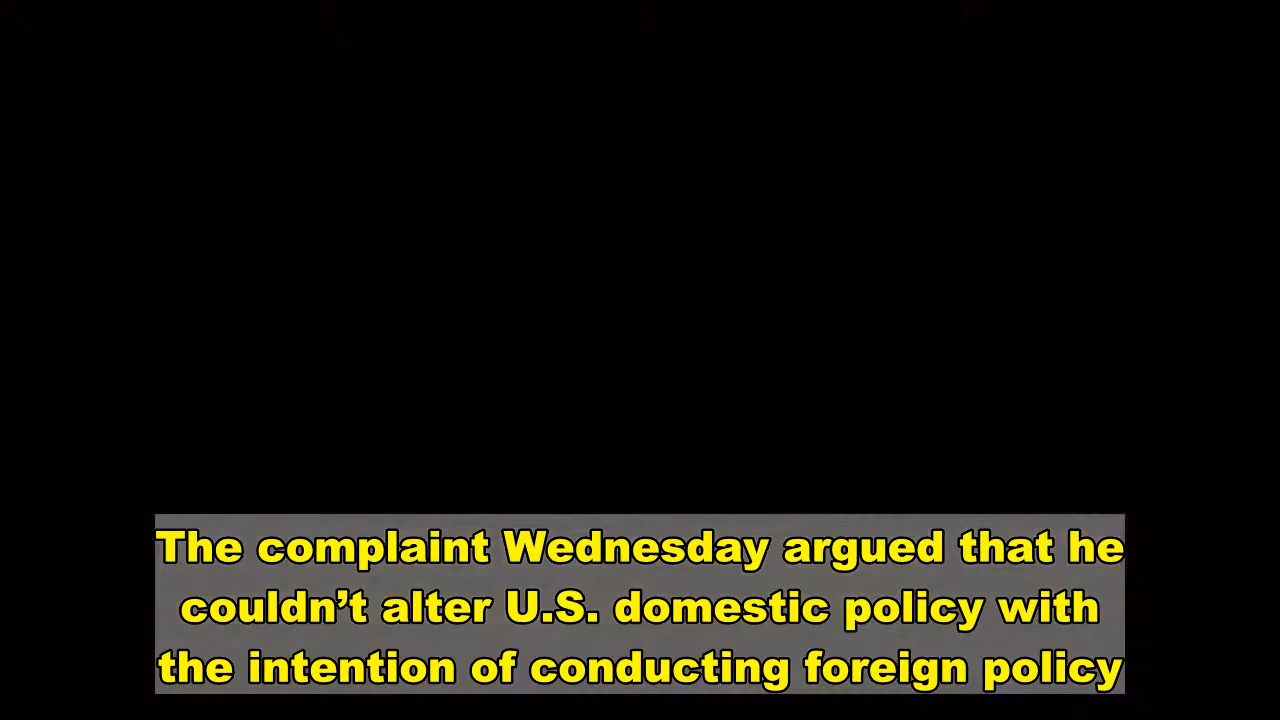 The complaint Wednesday argued that he
couldn’t alter U.S. domestic policy with
the intention of conducting foreign policy